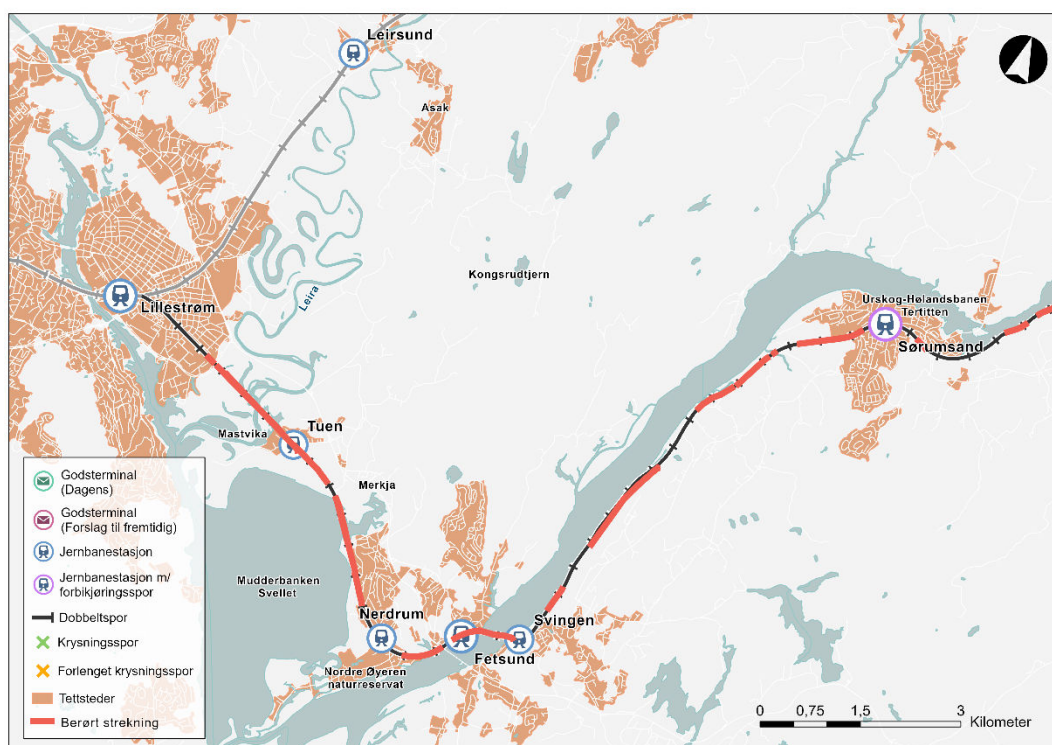 Leirsund
Asak
Kongsrudtjern
Leira
Urskog-Hølandsbanen
Tertitten
Lillestrøm
Sørumsand
Tuen
Mastvika
Merkja
Mudderbanken
Svellet
Nerdrum
Svingen
Fetsund
Nordre Øyeren
naturreservat
Godsterminal
(Dagens)
Godsterminal
(Forslag til fremtidig)
Jernbanestasjon
Jernbanestasjon m/
forbikjøringsspor
Dobbeltspor
Krysningsspor
Forlenget krysningsspor
Tettsteder
Berørt strekning
0 0,75 1,5 3
Kilometer